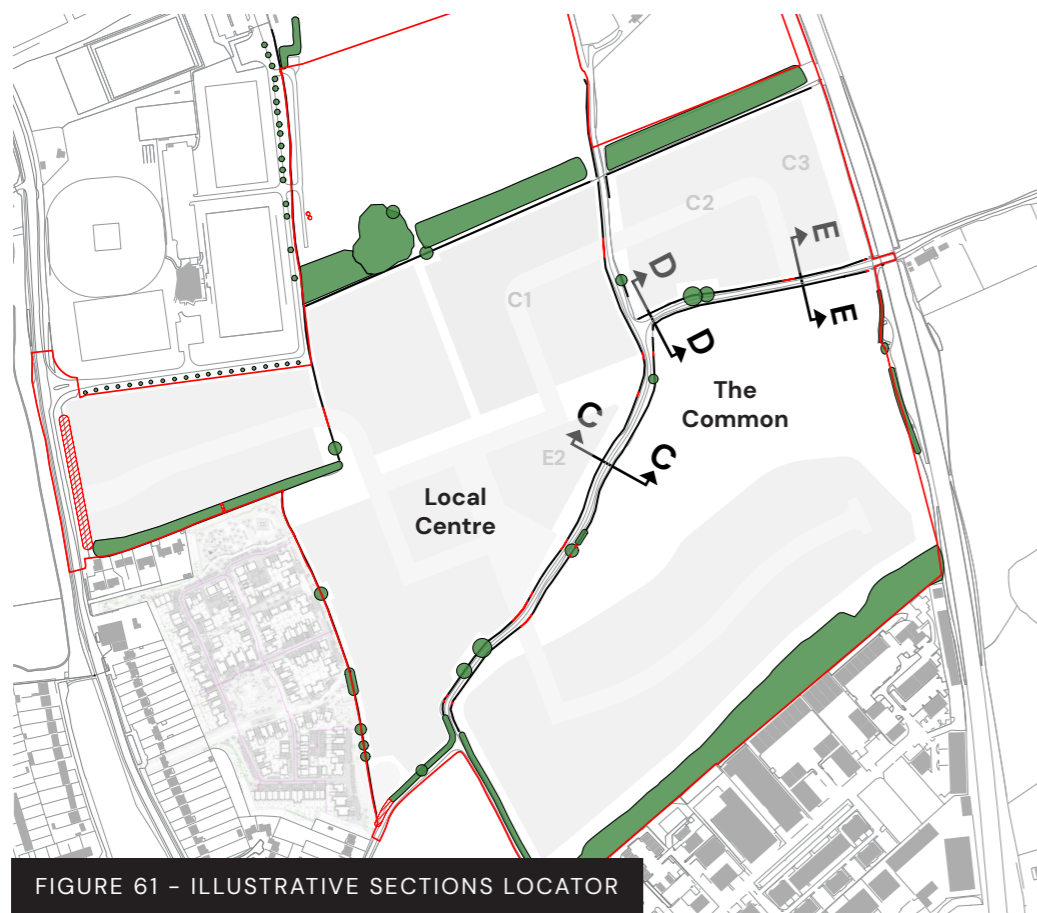 C3
C2
E
D
C1
E
D
The
Common
C
C
E2
Local
Centre
FIGURE 61 – ILLUSTRATIVE SECTIONS LOCATOR